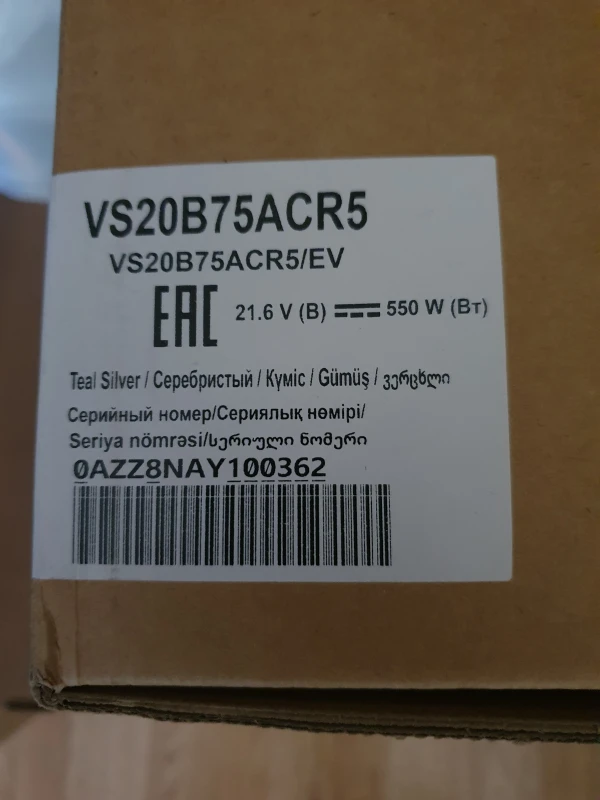 VS20B75ACR5
VS20B75ACR5/EV
EAC 21.6 V (В) 550 W (Вт)
Teal Silver / Серебристый / Күміс / Gümüş / ვერცხლი
Серийный номер/Сериялық нөмірі/
Seriya nömrəsi/სერიული ნომერი
0AZZ8NAY100362